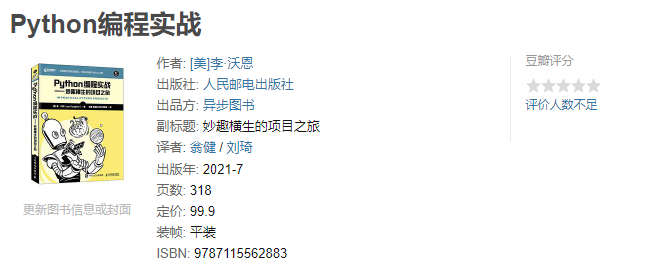 Python编程实战
Python编程实战
——妙趣横生的项目之旅
作者: [美]李·沃恩
出版社: 人民邮电出版社
出品方: 异步图书
副标题: 妙趣横生的项目之旅
译者: 翁健 / 刘琦
出版年: 2021-7
页数: 318
定价: 99.9
装帧: 平装
ISBN: 9787115562883
更新图书信息或封面
豆瓣评分
评价人数不足